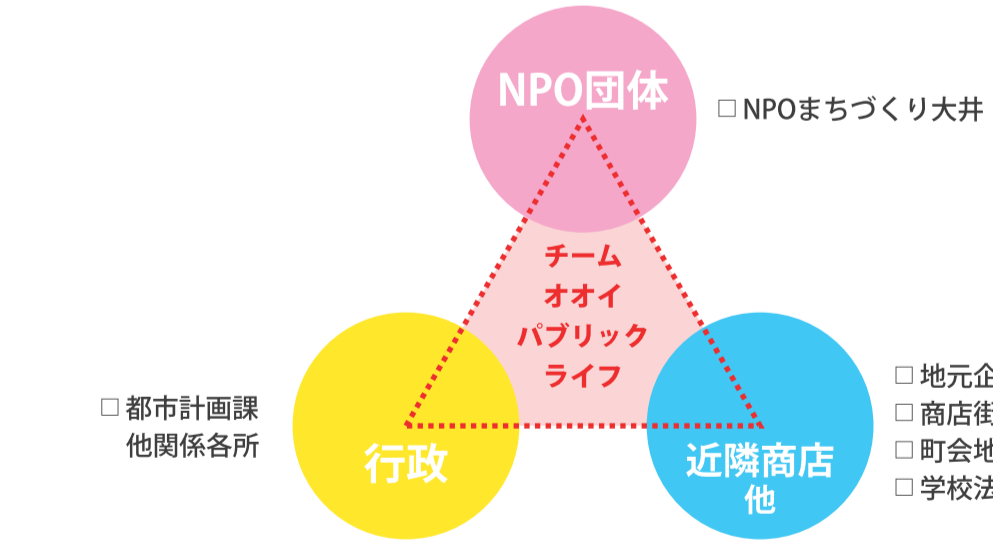 NPO団体
□ NPOまちづくり大井
チーム
オオイ
パブリック
ライフ
□ 都市計画課
他関係各所
行政
近隣商店
他
□ 地元企
□ 商店街
□ 町会地
□ 学校法